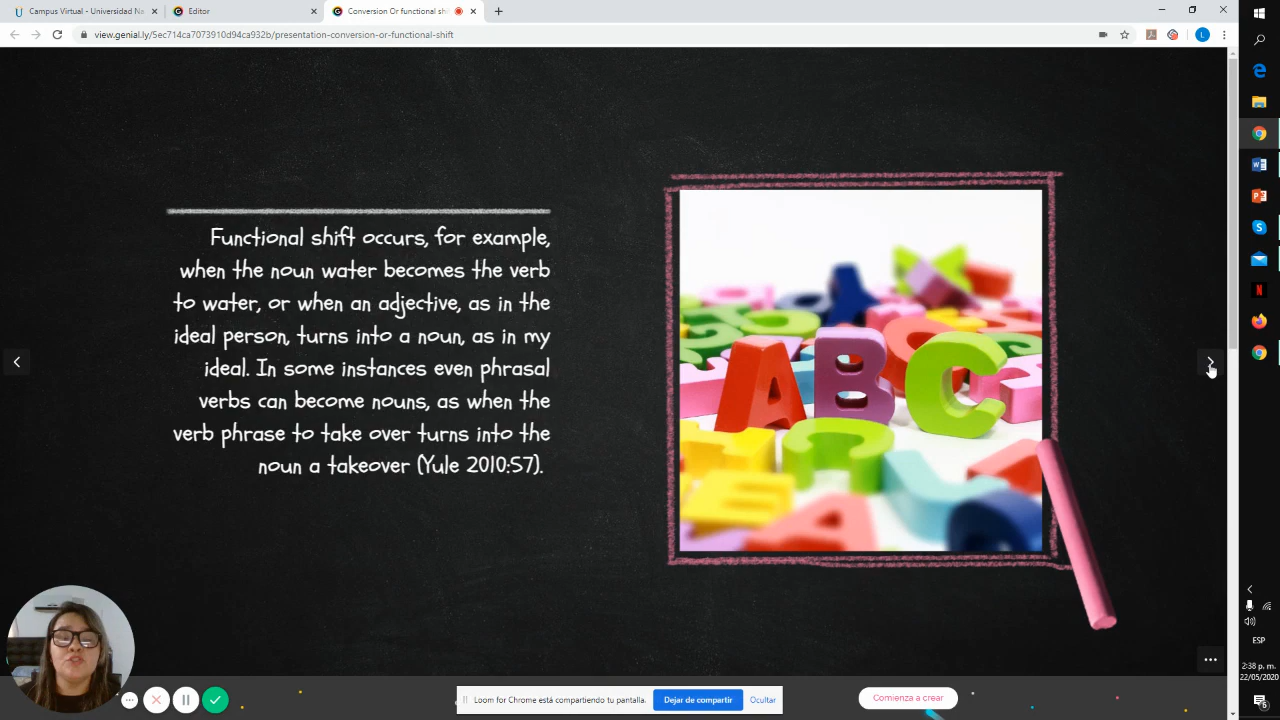 Campus Virtual - Universidad Na
Editor
Conversion Or functional sh
view.genial.ly/5ec714ca7073910d94ca932b/presentation-conversion-or-functional-shift
L
Functional shift occurs, for example,
when the noun water becomes the verb
to water, or when an adjective, as in the
ideal person, turns into a noun, as in my
ideal. In some instances even phrasal
verbs can become nouns, as when the
verb phrase to take over turns into the
noun a takeover (Yule 2010:57).
A B C
Loom for Chrome está compartiendo tu pantalla.
Dejar de compartir
Ocultar
Comienza a crear
ESP
2:38 p. m.
22/05/2020